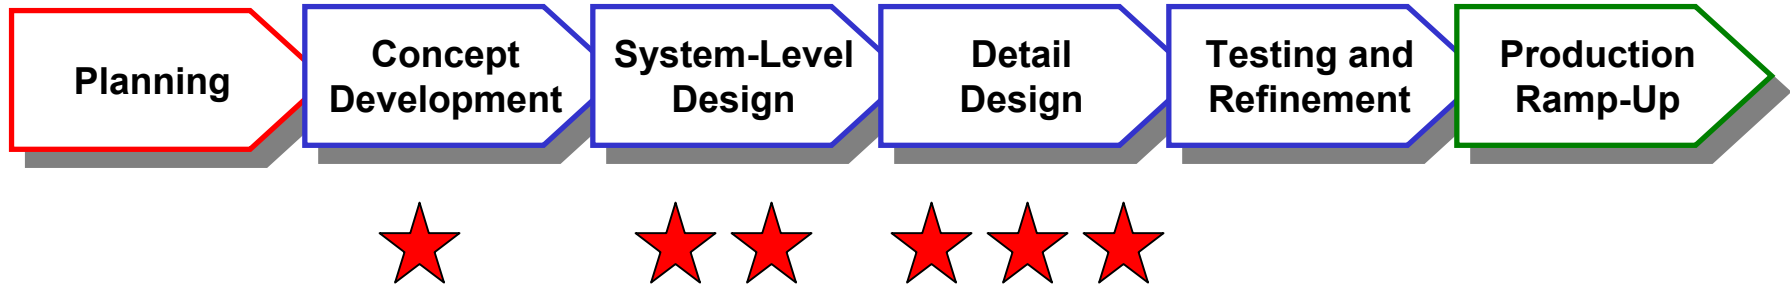 Planning
Concept
Development
System-Level
Design
Detail
Design
Testing and
Refinement
Production
Ramp-Up